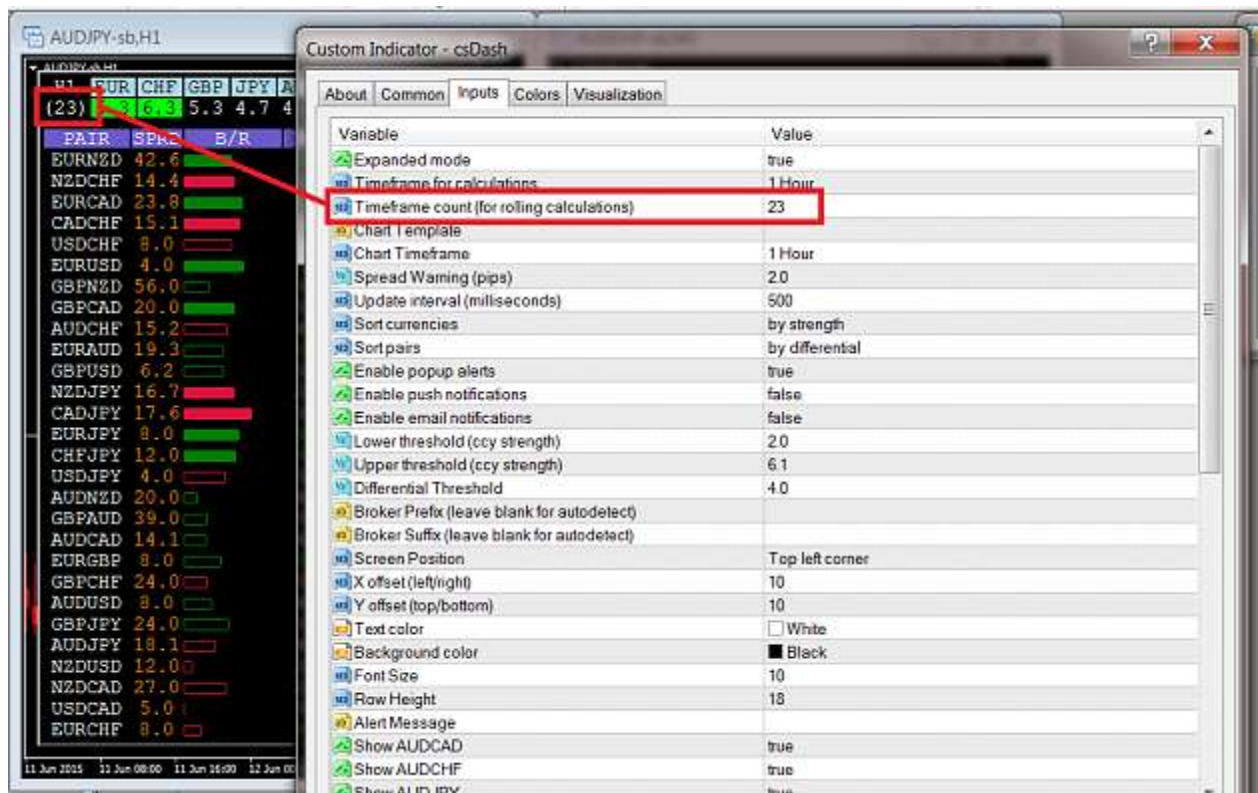 AUDJPY-sb,H1
AUDJPY-sb,H1
H1 EUR CHF GBP JPY
(23) 6.3 5.3 4.7 4
PAIR SPRD B/R
EURNZD 42.6
NZDCHF 14.4
EURCAD 23.8
CADCHF 15.1
USDCHF 8.0
EURUSD 4.0
GBPNZD 56.0
GBPCAD 20.0
AUDCHF 15.2
EURAUD 19.3
GBPUSD 6.2
NZDJPY 16.7
CADJPY 17.6
EURJPY 8.0
CHFJPY 12.0
USDJPY 4.0
AUDNZD 20.0
GBPAUD 39.0
AUDCAD 14.1
EURGBP 8.0
GBPCHF 24.0
AUDUSD 8.0
GBPJPY 24.0
AUDJPY 18.1
NZDUSD 12.0
NZDCAD 27.0
USDCAD 5.0
EURCHF 8.0
11 Jun 2015 11 Jun 08:00 11 Jun 16:00 12 Jun
Custom Indicator - csDash
About Common Inputs Colors Visualization
Variable Value
Expanded mode true
Timeframe for calculations 1 Hour
Timeframe count (for rolling calculations) 23
Chart Template
Chart Timeframe 1 Hour
Spread Warning (pips) 2.0
Update interval (milliseconds) 500
Sort currencies by strength
Sort pairs by differential
Enable popup alerts true
Enable push notifications false
Enable email notifications false
Lower threshold (ccy strength) 2.0
Upper threshold (ccy strength) 6.1
Differential Threshold 4.0
Broker Prefix (leave blank for autodetect)
Broker Suffix (leave blank for autodetect)
Screen Position Top left corner
X offset (left/right) 10
Y offset (top/bottom) 10
Text color White
Background color Black
Font Size 10
Row Height 18
Alert Message
Show AUDCAD true
Show AUDCHF true
Show AUDJPY true